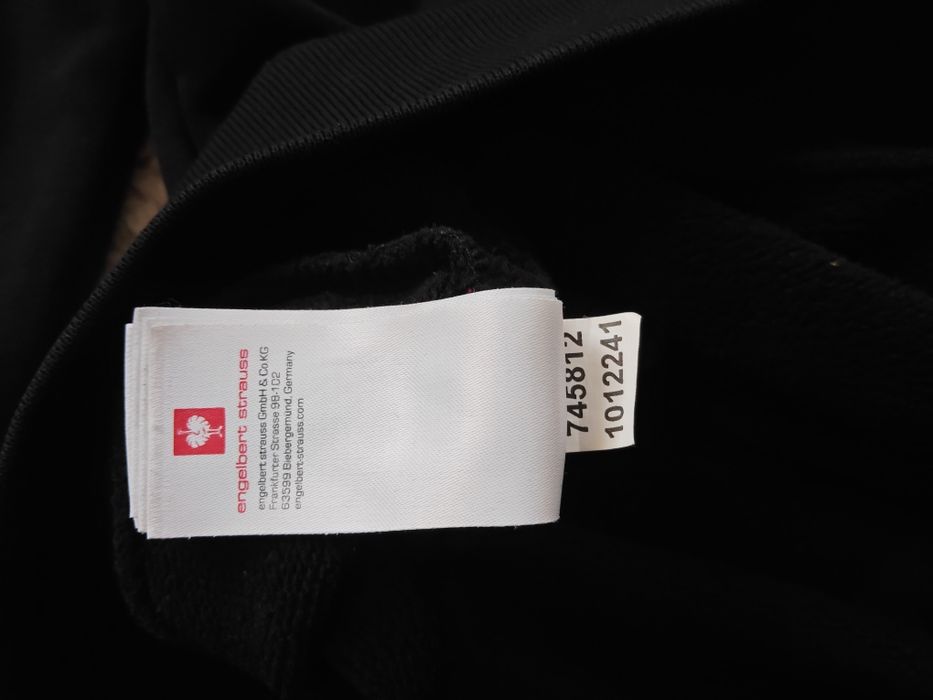 engelbert strauss
engelbert strauss GmbH & Co.KG
Frankfurter Strasse 98-102
63599 Biebergemünd, Germany
engelbert-strauss.com
745812
1012241